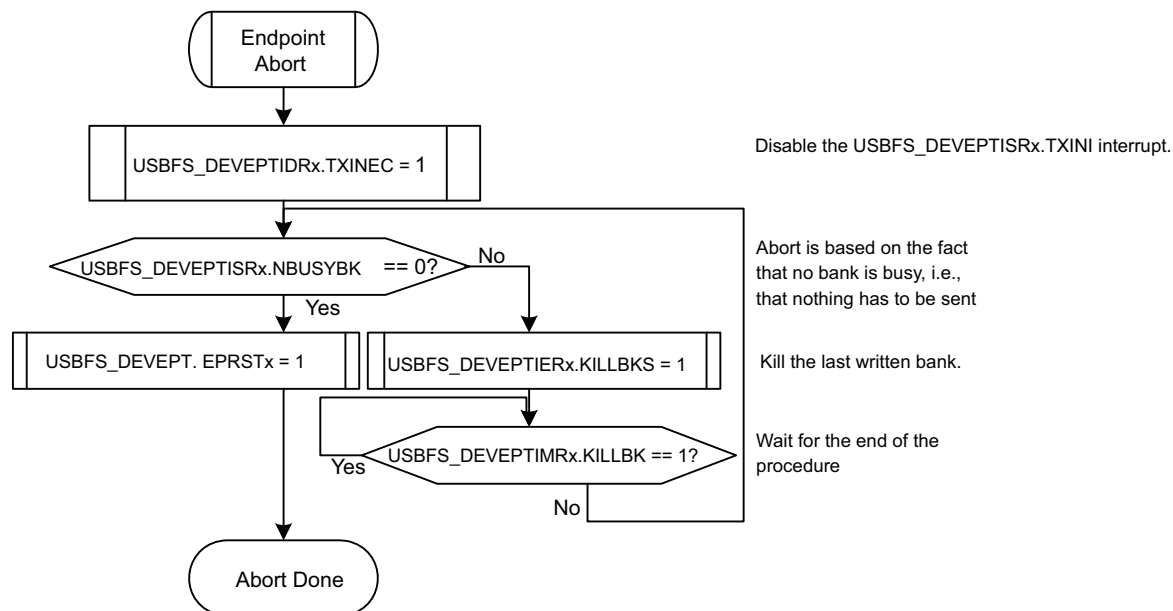 Endpoint
Abort
USBFS_DEVEPTIDRx.TXINEC = 1
Disable the USBFS_DEVEPTISRx.TXINI interrupt.
USBFS_DEVEPTISRx.NBUSYBK == 0?
No
Yes
Abort is based on the fact
that no bank is busy, i.e.,
that nothing has to be sent
USBFS_DEVEPT. EPRSTx = 1
USBFS_DEVEPTIERx.KILLBKS = 1
Kill the last written bank.
USBFS_DEVEPTIMRx.KILLBK == 1?
Yes
No
Wait for the end of the
procedure
Abort Done